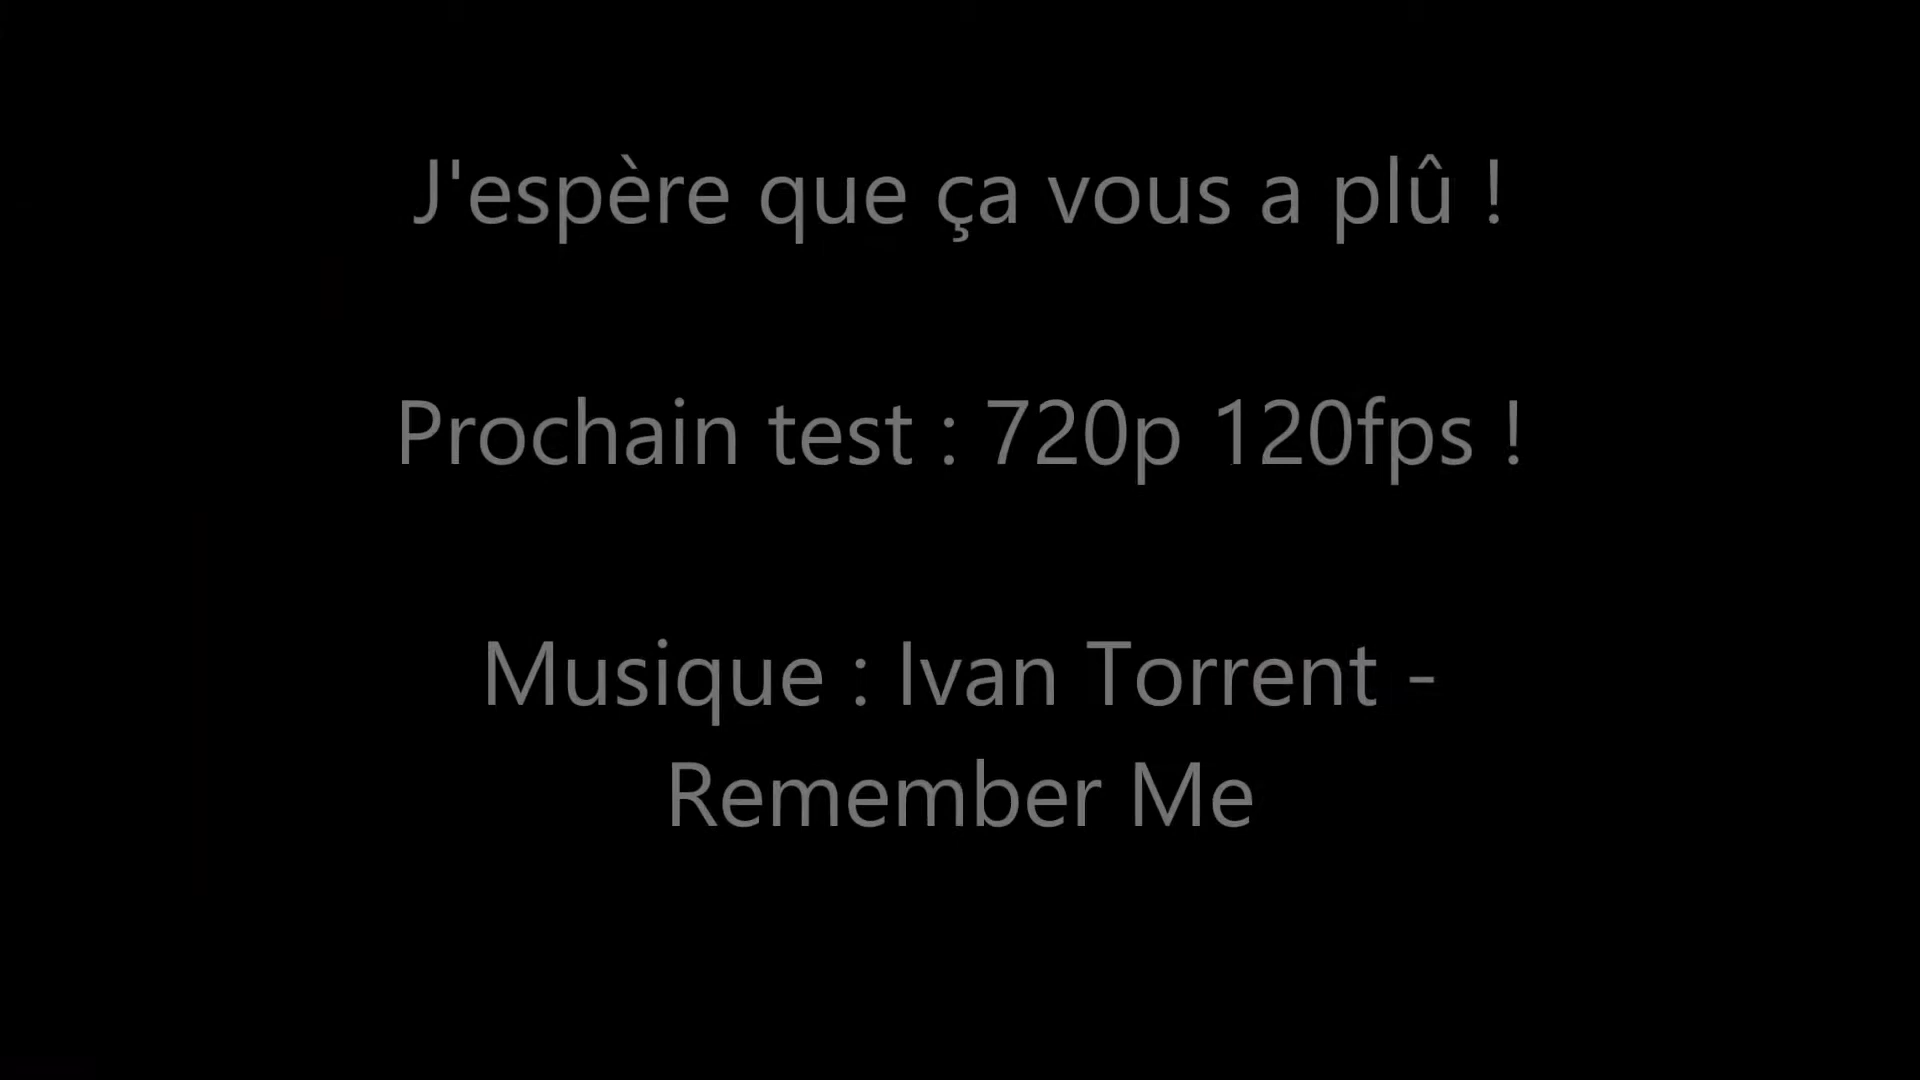 J'espère que ça vous a plû !
Prochain test : 720p 120fps !
Musique : Ivan Torrent -
Remember Me